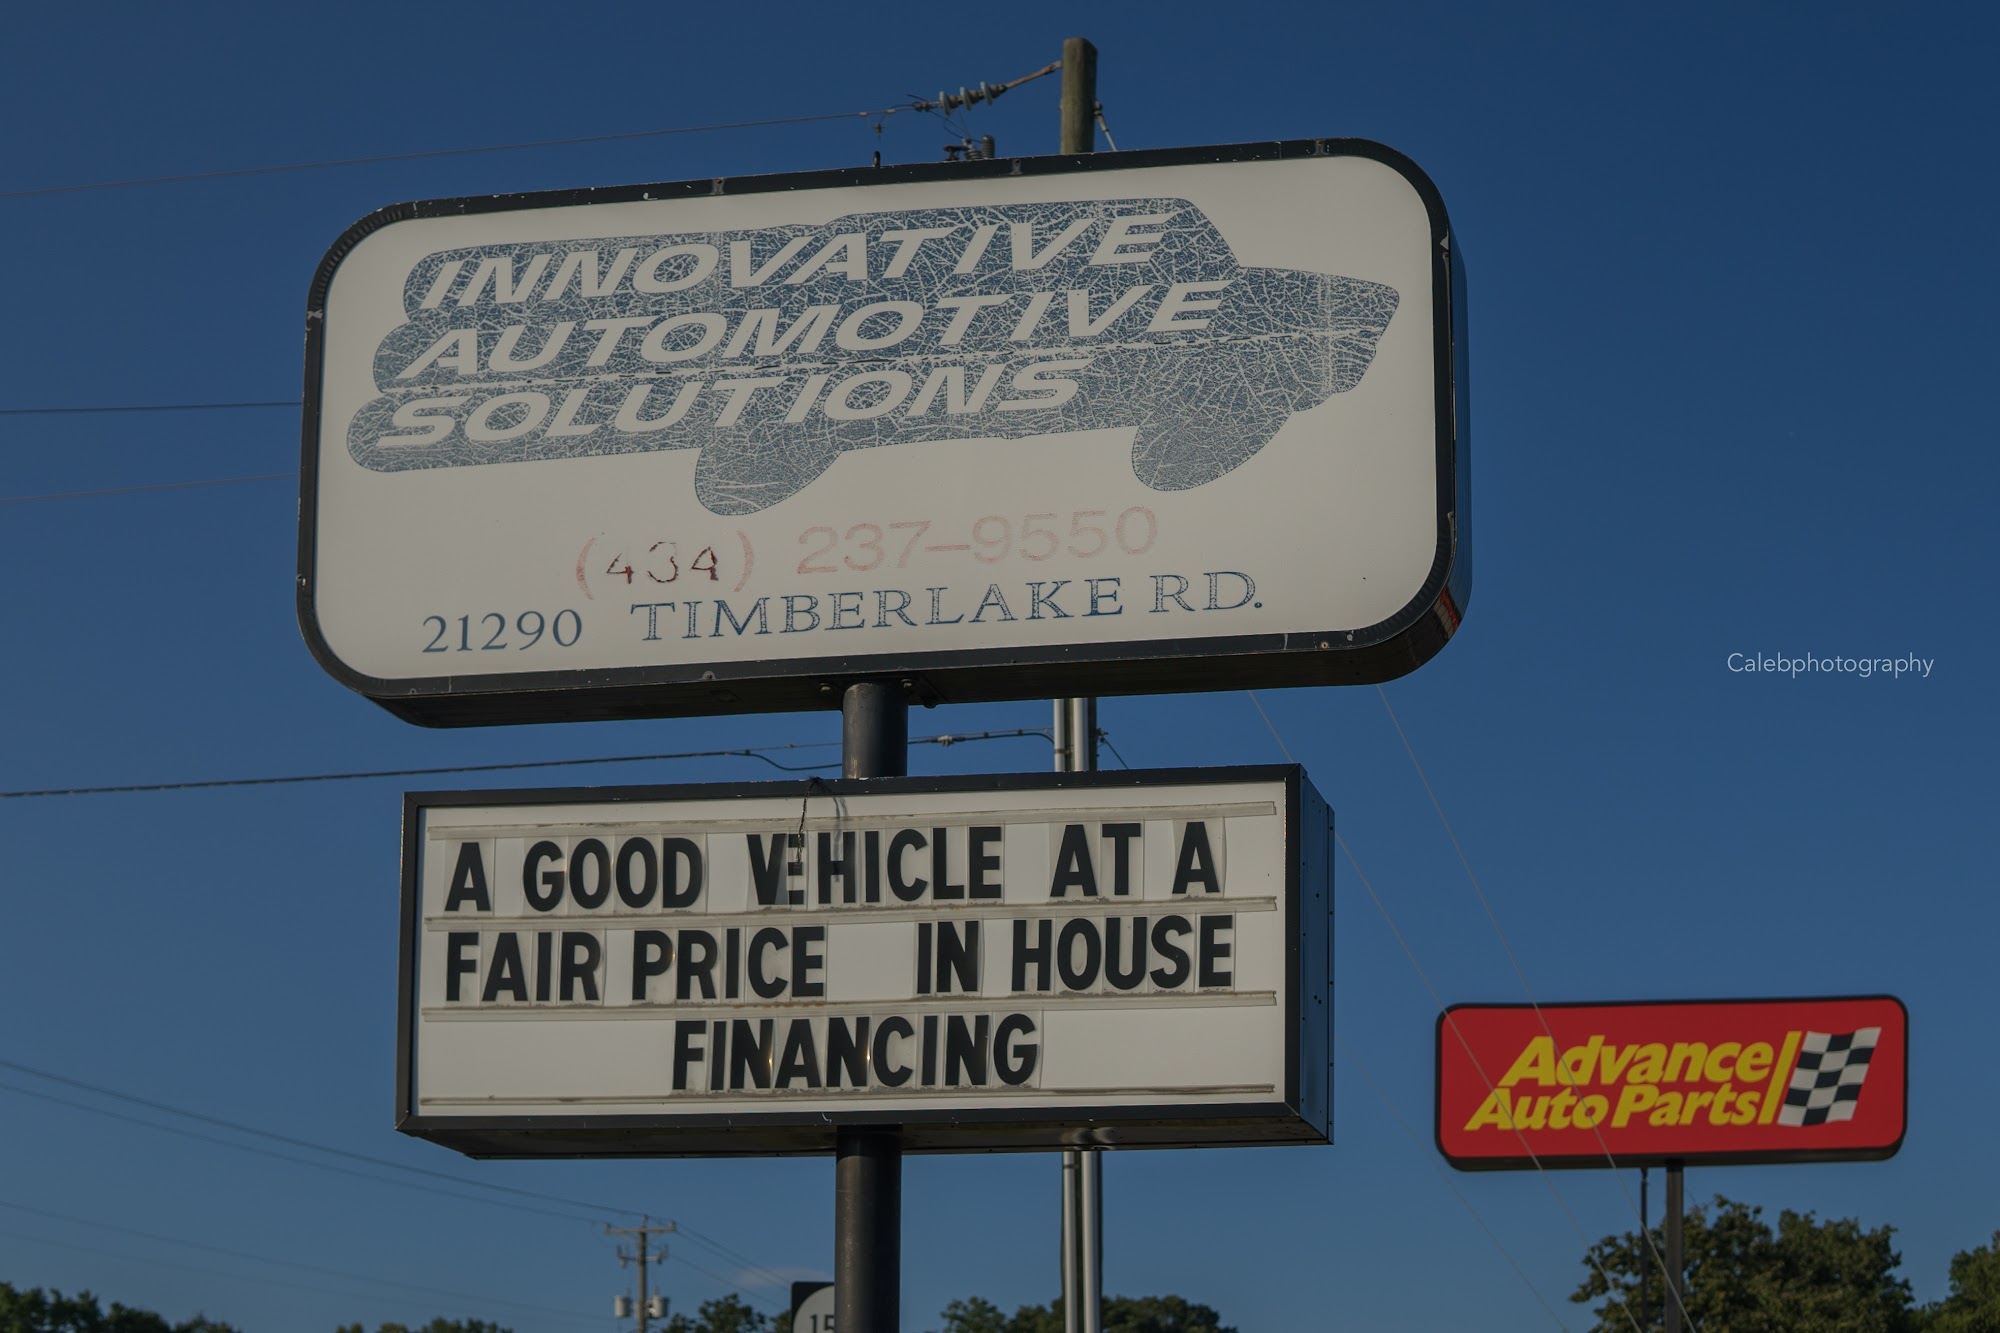 INNOVATIVE
AUTOMOTIVE
SOLUTIONS
(434) 237-9550
21290 TIMBERLAKE RD.
A GOOD VEHICLE AT A
FAIR PRICE IN HOUSE
FINANCING
Calebphotography
Advance
Auto Parts
15